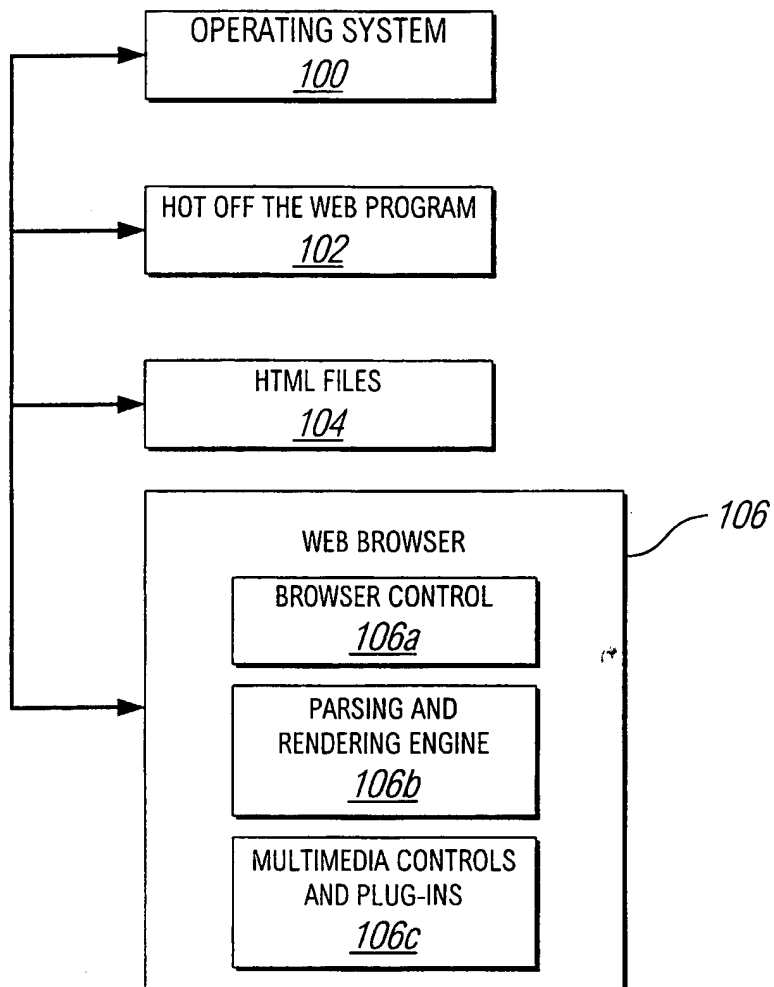 OPERATING SYSTEM
100
HOT OFF THE WEB PROGRAM
102
HTML FILES
104
106
WEB BROWSER
BROWSER CONTROL
106a
PARSING AND
RENDERING ENGINE
106b
MULTIMEDIA CONTROLS
AND PLUG-INS
106c